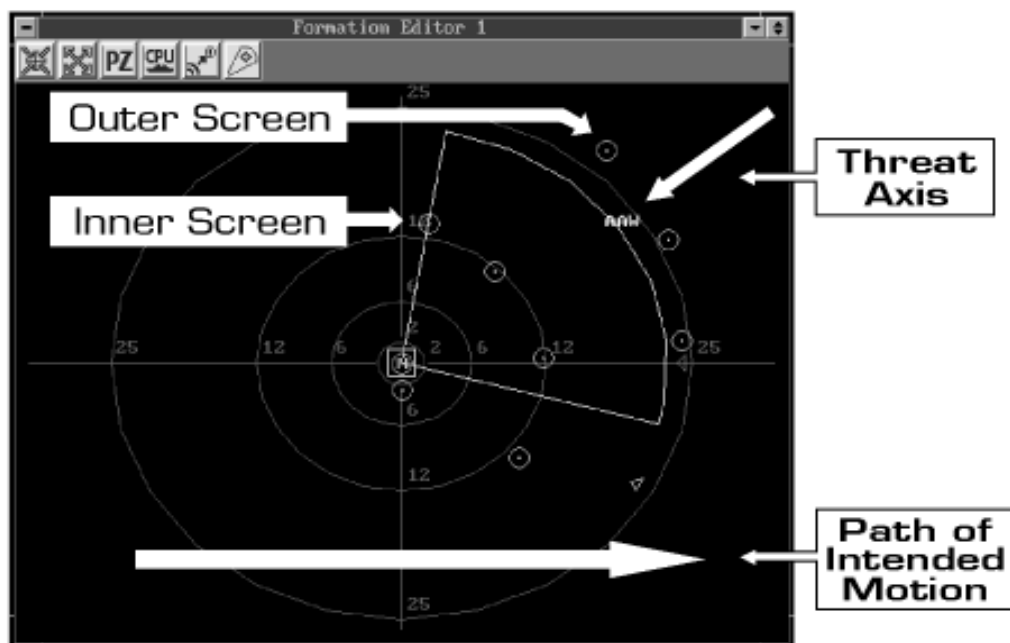 Formation Editor 1
PZ CPU
25
Outer Screen
Threat
Axis
Inner Screen
AAW
6
2
25 12 6 2 6 12 25
M
6
12
Path of
Intended
Motion
25